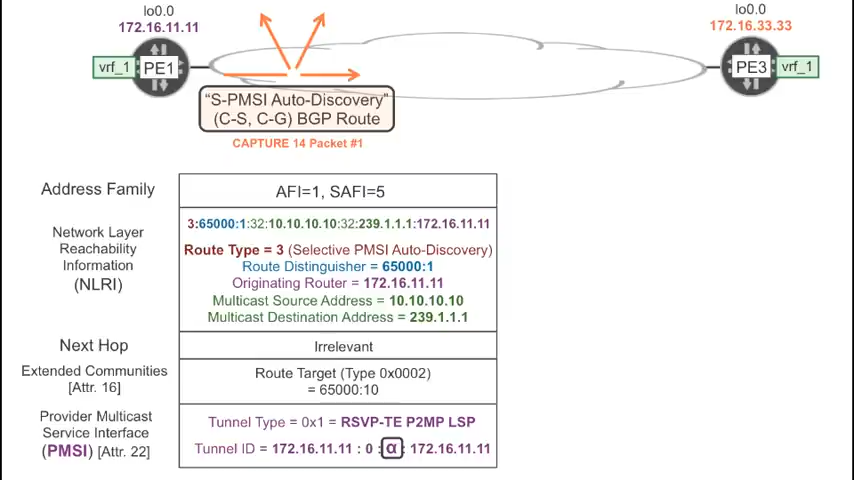 lo0.0
172.16.11.11
lo0.0
172.16.33.33
vrf_1
PE1
PE3
vrf_1
“S-PMSI Auto-Discovery”
(C-S, C-G) BGP Route
CAPTURE 14 Packet #1
Address Family
AFI=1, SAFI=5
Network Layer
Reachability
Information
(NLRI)
3:65000:1:32:10.10.10.10:32:239.1.1.1:172.16.11.11
Route Type = 3 (Selective PMSI Auto-Discovery)
Route Distinguisher = 65000:1
Originating Router = 172.16.11.11
Multicast Source Address = 10.10.10.10
Multicast Destination Address = 239.1.1.1
Next Hop
Irrelevant
Extended Communities
[Attr. 16]
Route Target (Type 0x0002)
= 65000:10
Provider Multicast
Service Interface
(PMSI) [Attr. 22]
Tunnel Type = 0x1 = RSVP-TE P2MP LSP
Tunnel ID = 172.16.11.11 : 0 : α : 172.16.11.11